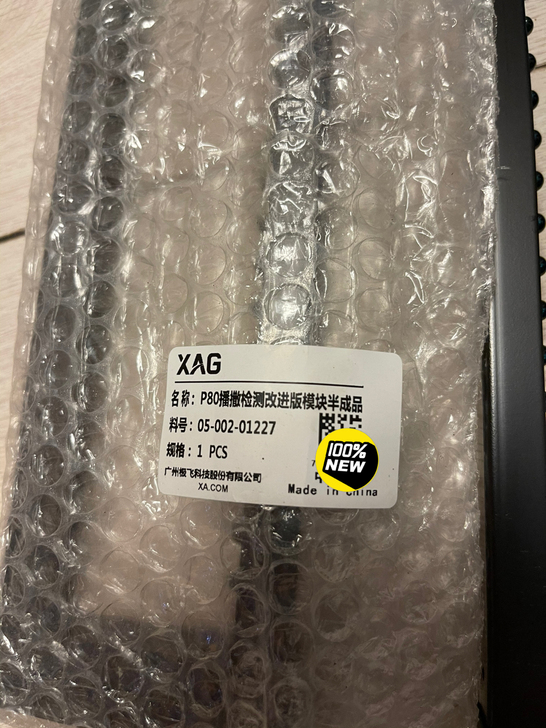 XAG
名称：P80播撒检测改进版模块半成品
料号：05-002-01227
规格：1 PCS
广州极飞科技股份有限公司
XA.COM
100%
NEW
Made in China